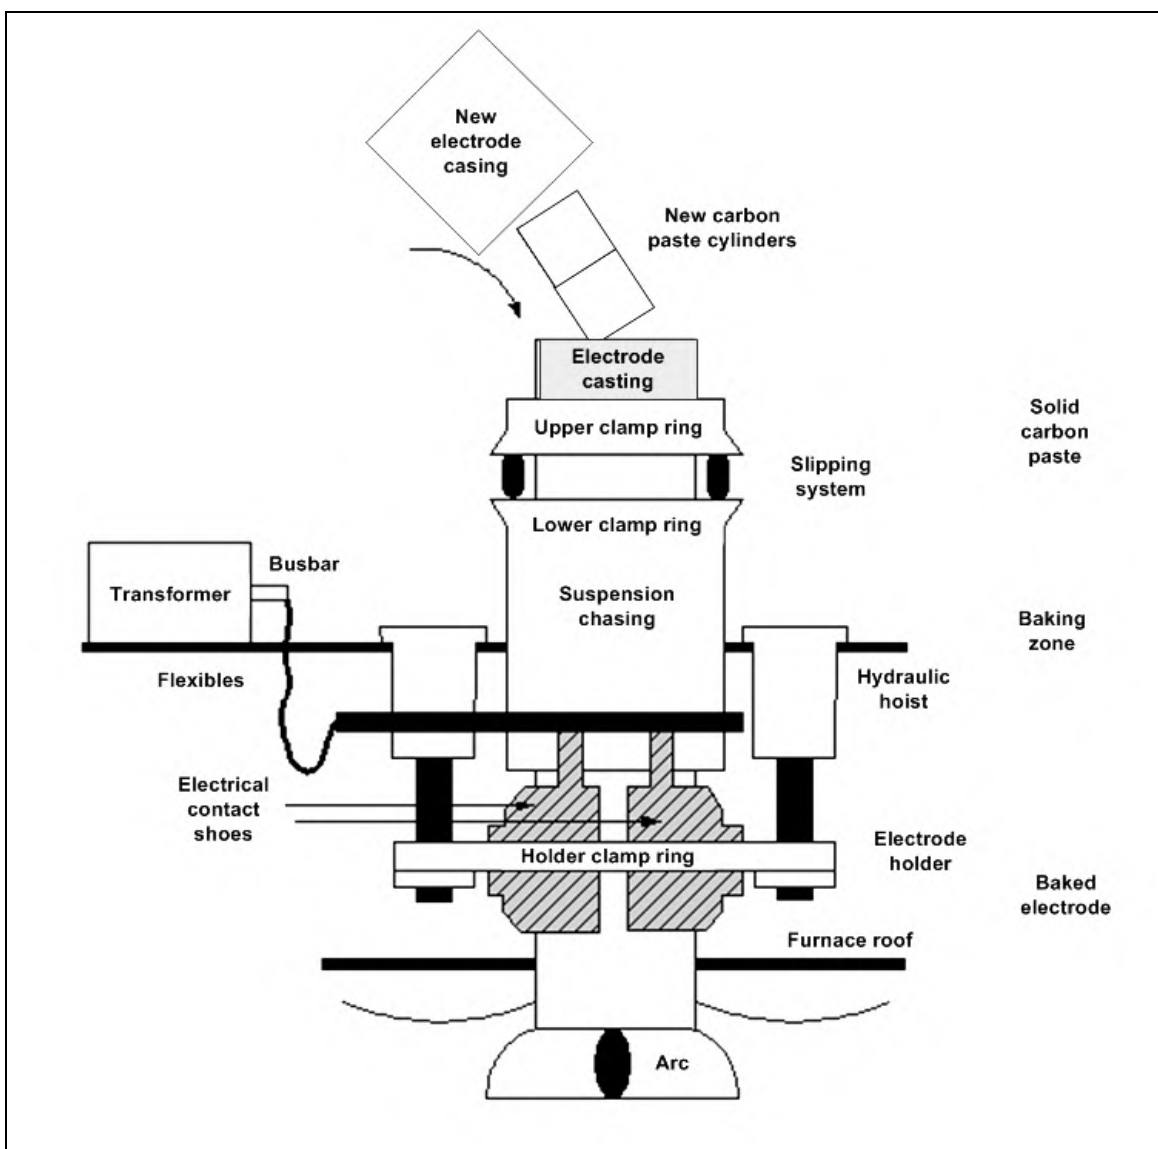 New
electrode
casing
New carbon
paste cylinders
Electrode
casting
Upper clamp ring
Solid
carbon
paste
Slipping
system
Lower clamp ring
Busbar
Transformer
Suspension
chasing
Baking
zone
Flexibles
Hydraulic
hoist
Electrical
contact
shoes
Electrode
holder
Holder clamp ring
Baked
electrode
Furnace roof
Arc